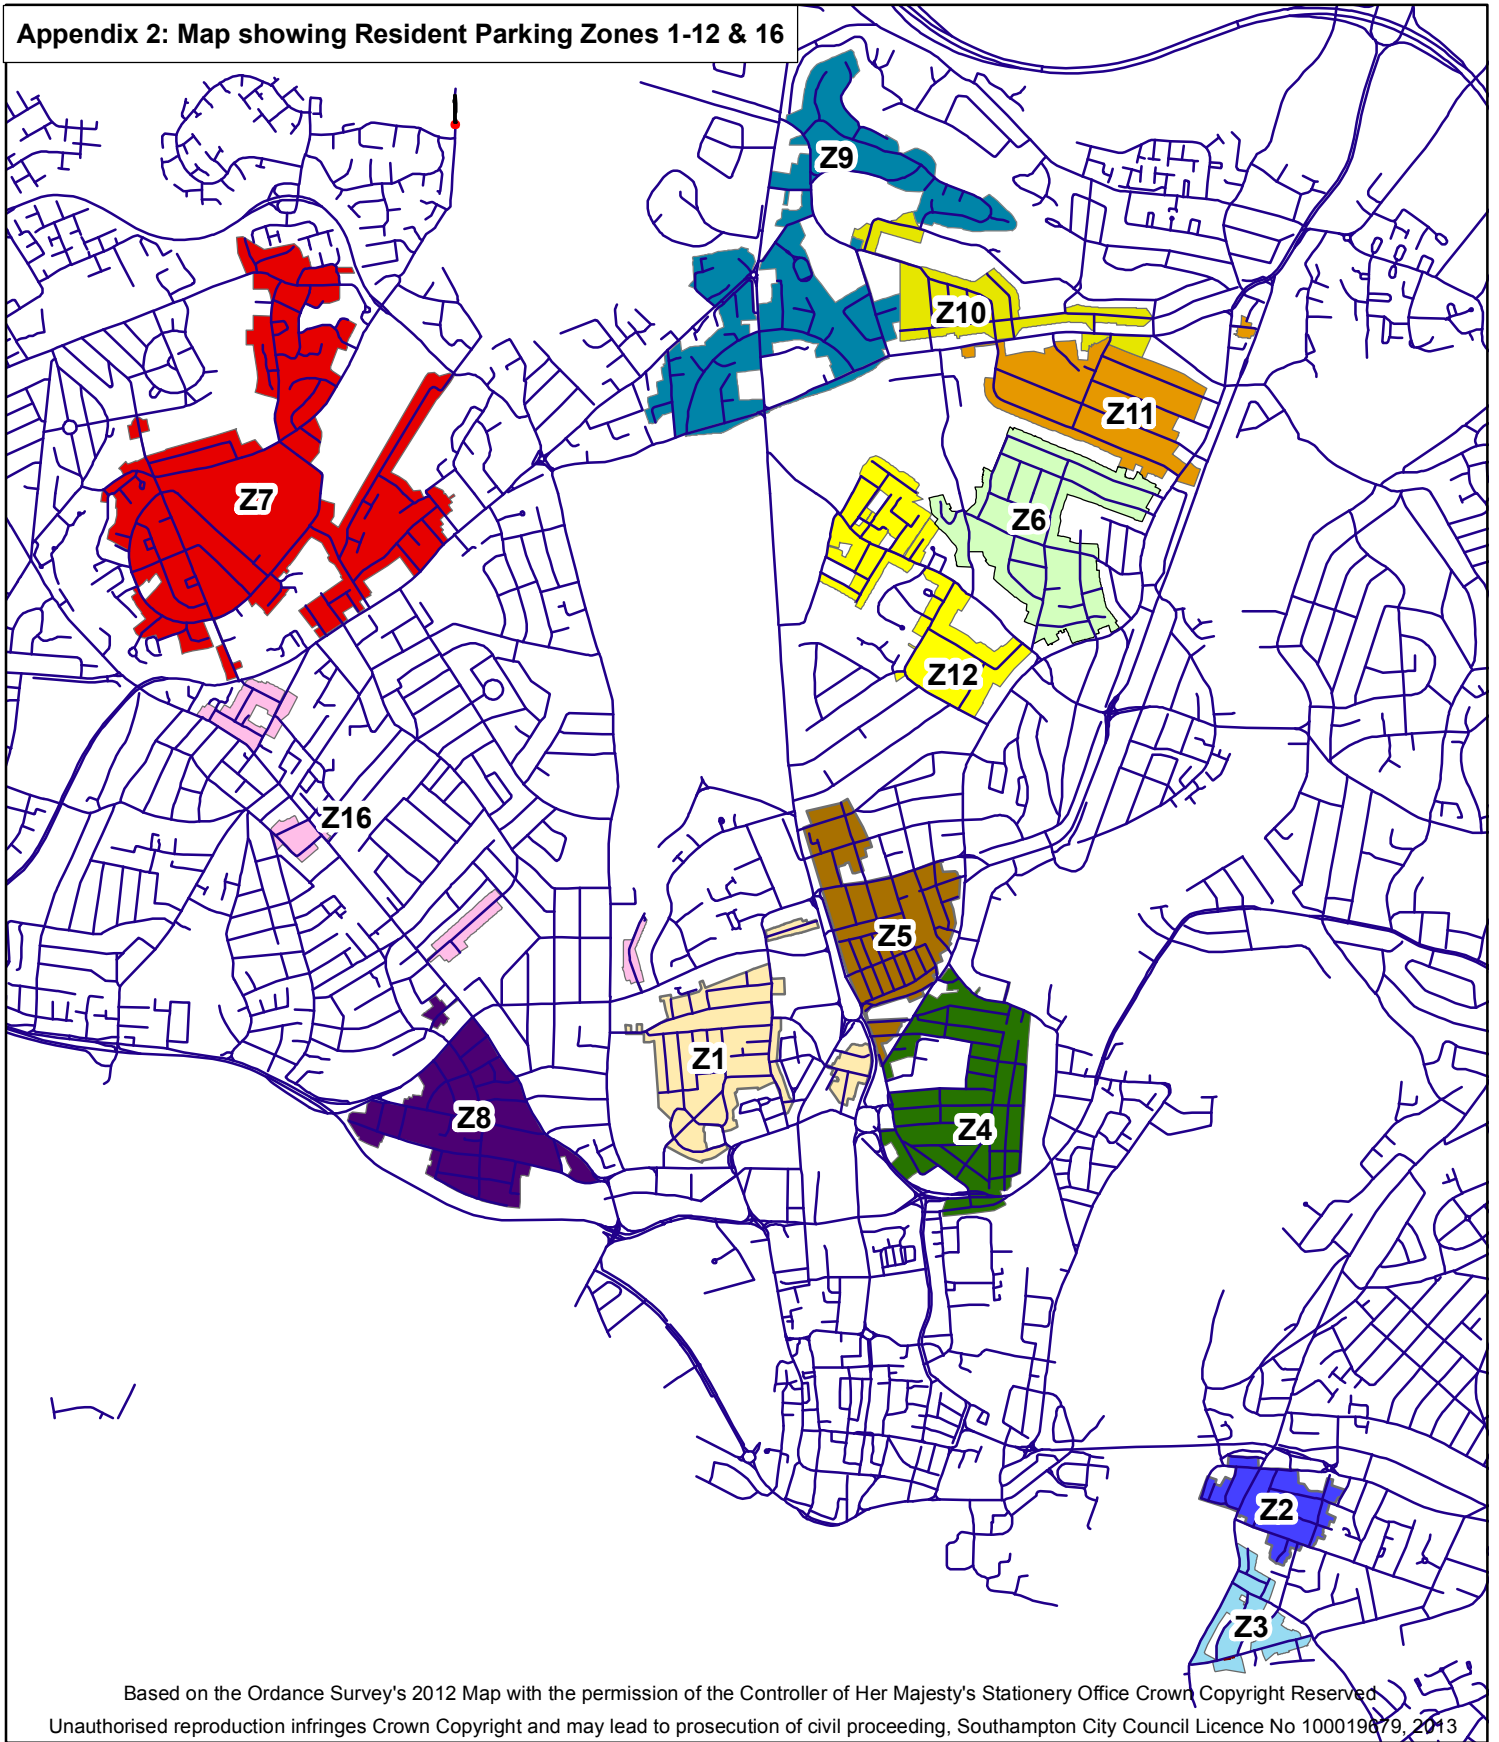 Appendix 2: Map showing Resident Parking Zones 1-12 & 16
Z9
Z10
Z11
Z7
Z6
Z12
Z16
Z5
Z1
Z8
Z4
Z2
Z3
Based on the Ordance Survey's 2012 Map with the permission of the Controller of Her Majesty's Stationery Office Crown Copyright Reserved
Unauthorised reproduction infringes Crown Copyright and may lead to prosecution of civil proceeding, Southampton City Council Licence No 100019679, 2013